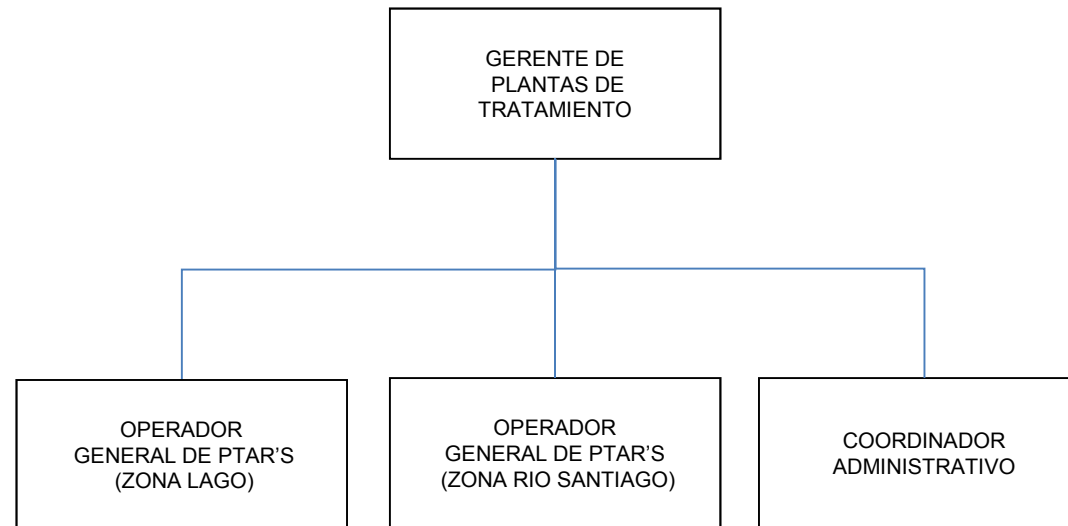 GERENTE DE
PLANTAS DE
TRATAMIENTO
OPERADOR
GENERAL DE PTAR’S
(ZONA LAGO)
OPERADOR
GENERAL DE PTAR’S
(ZONA RIO SANTIAGO)
COORDINADOR
ADMINISTRATIVO